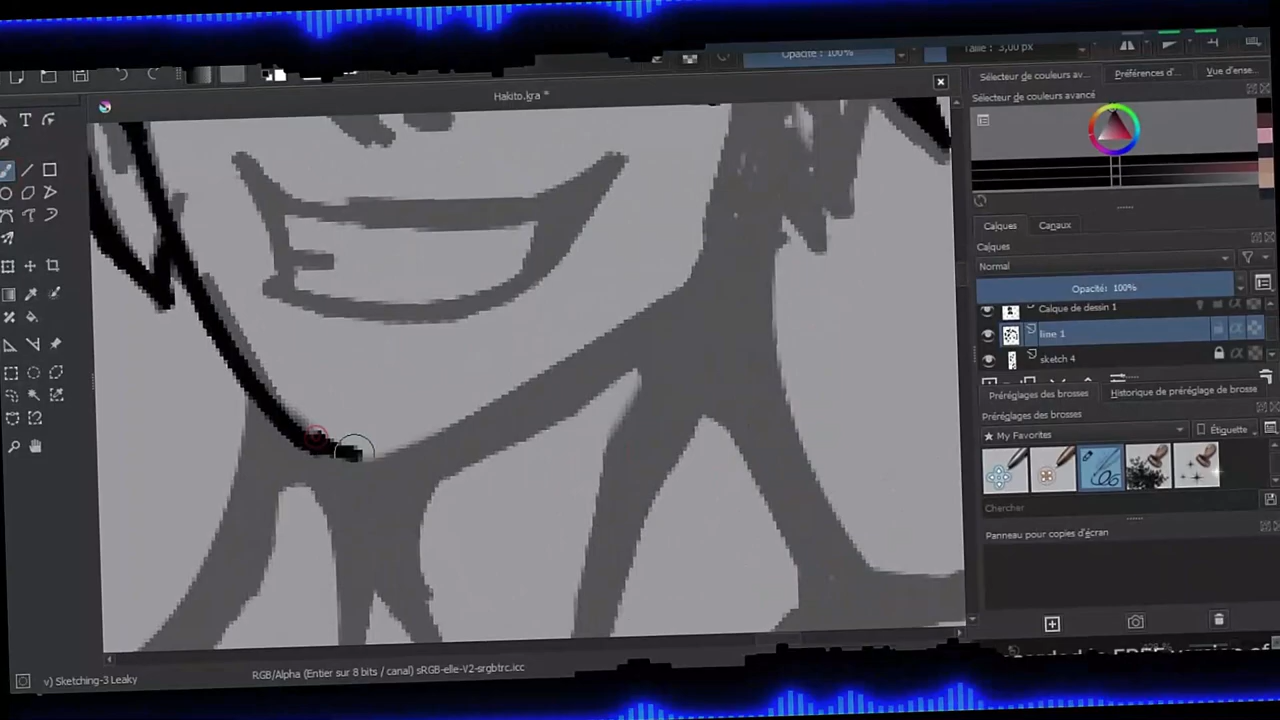 Opacité : 100%
Taille : 3,00 px
Hakito.kra *
Sélecteur de couleurs av...
Préférences d'...
Vue d'ense...
Sélecteur de couleurs avancé
Calques
Canaux
Calques
Normal
Opacité: 100%
Calque de dessin 1
line 1
sketch 4
Préréglages des brosses
Historique de préréglage de brosse
Préréglages des brosses
My Favorites
Étiquette
Chercher
Panneau pour copies d'écran
RGB/Alpha (Entier sur 8 bits / canal) sRGB-elle-V2-srgbtrc.icc
v) Sketching-3 Leaky